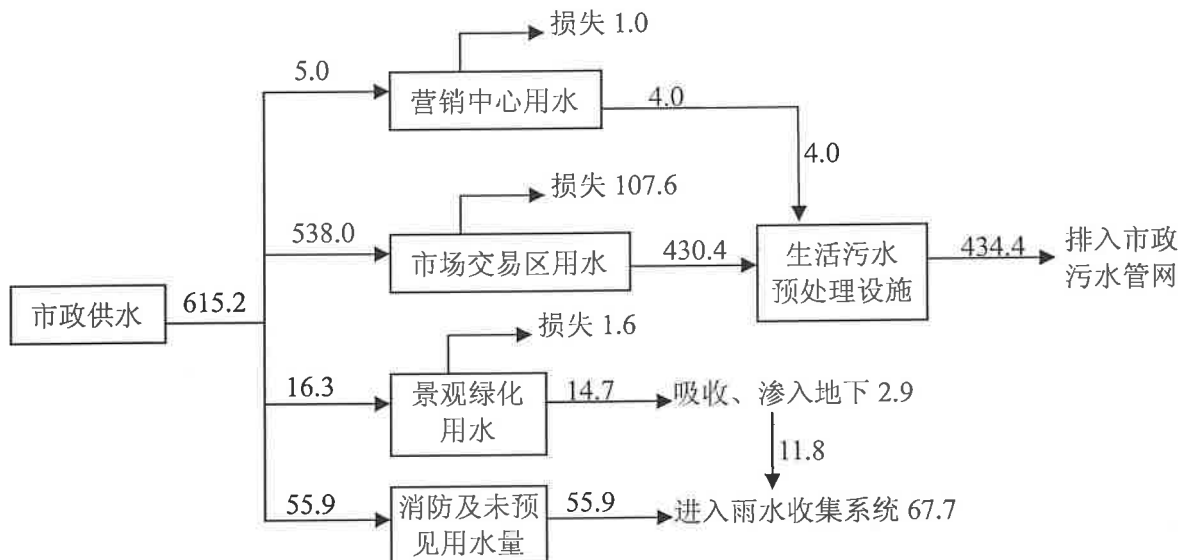 损失 1.0
5.0
营销中心用水
4.0
4.0
损失 107.6
538.0
市场交易区用水
430.4
生活污水
预处理设施
434.4
排入市政
污水管网
市政供水
615.2
损失 1.6
16.3
景观绿化
用水
14.7
吸收、渗入地下 2.9
11.8
55.9
消防及未预
见用水量
55.9
进入雨水收集系统 67.7